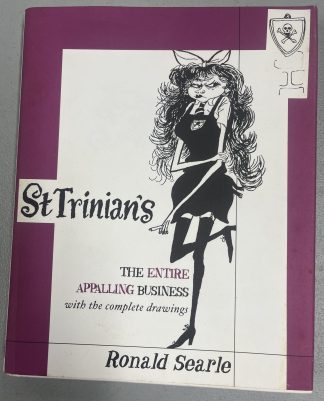 St Trinian's
THE ENTIRE
APPALLING BUSINESS
with the complete drawings
Ronald Searle